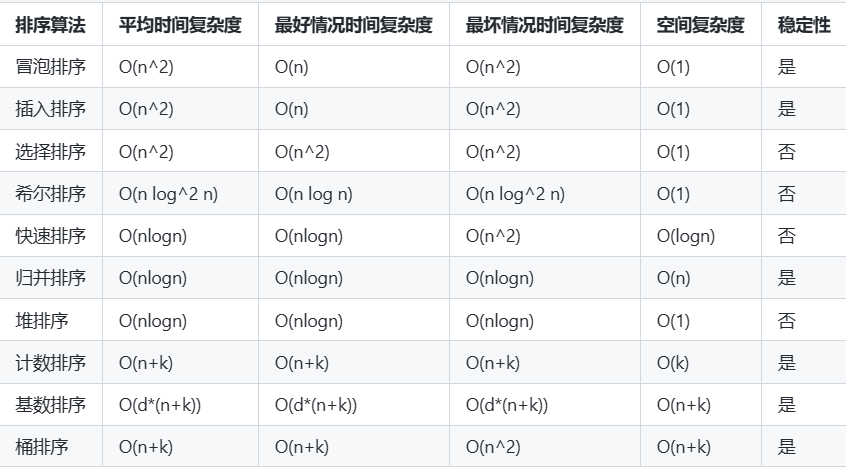 排序算法 平均时间复杂度 最好情况时间复杂度 最坏情况时间复杂度 空间复杂度 稳定性
冒泡排序 O(n^2) O(n) O(n^2) O(1) 是
插入排序 O(n^2) O(n) O(n^2) O(1) 是
选择排序 O(n^2) O(n^2) O(n^2) O(1) 否
希尔排序 O(n log^2 n) O(n log n) O(n log^2 n) O(1) 否
快速排序 O(nlogn) O(nlogn) O(n^2) O(logn) 否
归并排序 O(nlogn) O(nlogn) O(nlogn) O(n) 是
堆排序 O(nlogn) O(nlogn) O(nlogn) O(1) 否
计数排序 O(n+k) O(n+k) O(n+k) O(k) 是
基数排序 O(d*(n+k)) O(d*(n+k)) O(d*(n+k)) O(n+k) 是
桶排序 O(n+k) O(n+k) O(n^2) O(n+k) 是